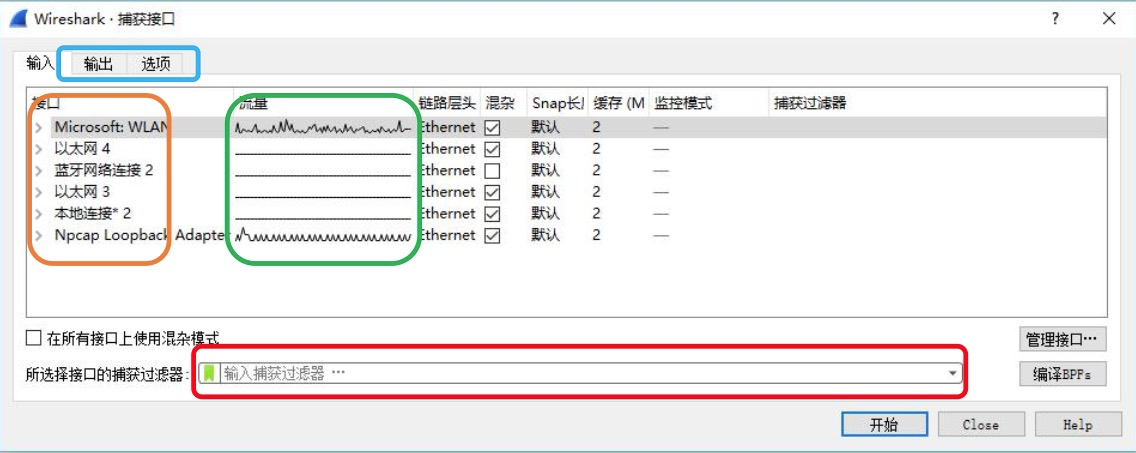 Wireshark · 捕获接口
输入 输出 选项
接口 流量 链路层头 混杂 Snap长 缓存 (M 监控模式 捕获过滤器
Microsoft: WLAN Ethernet 默认 2 —
以太网 4 Ethernet 默认 2 —
蓝牙网络连接 2 Ethernet 默认 2 —
以太网 3 Ethernet 默认 2 —
本地连接* 2 Ethernet 默认 2 —
Npcap Loopback Adapter Ethernet 默认 2 —
在所有接口上使用混杂模式 管理接口…
所选择接口的捕获过滤器: 输入捕获过滤器 … 编译BPFs
开始 Close Help